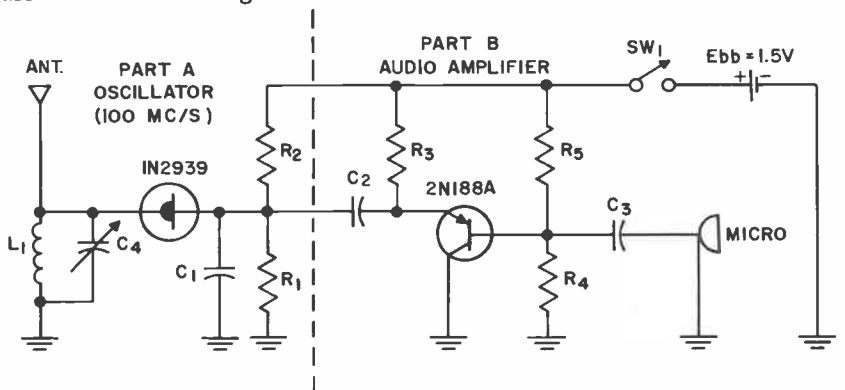 PART B
AUDIO AMPLIFIER
SW1
Ebb = 1.5V
+ -
ANT.
PART A
OSCILLATOR
(100 MC/S)
R2
R3
R5
IN2939
C2
2N188A
C3
MICRO
L1
C4
C1
R1
R4